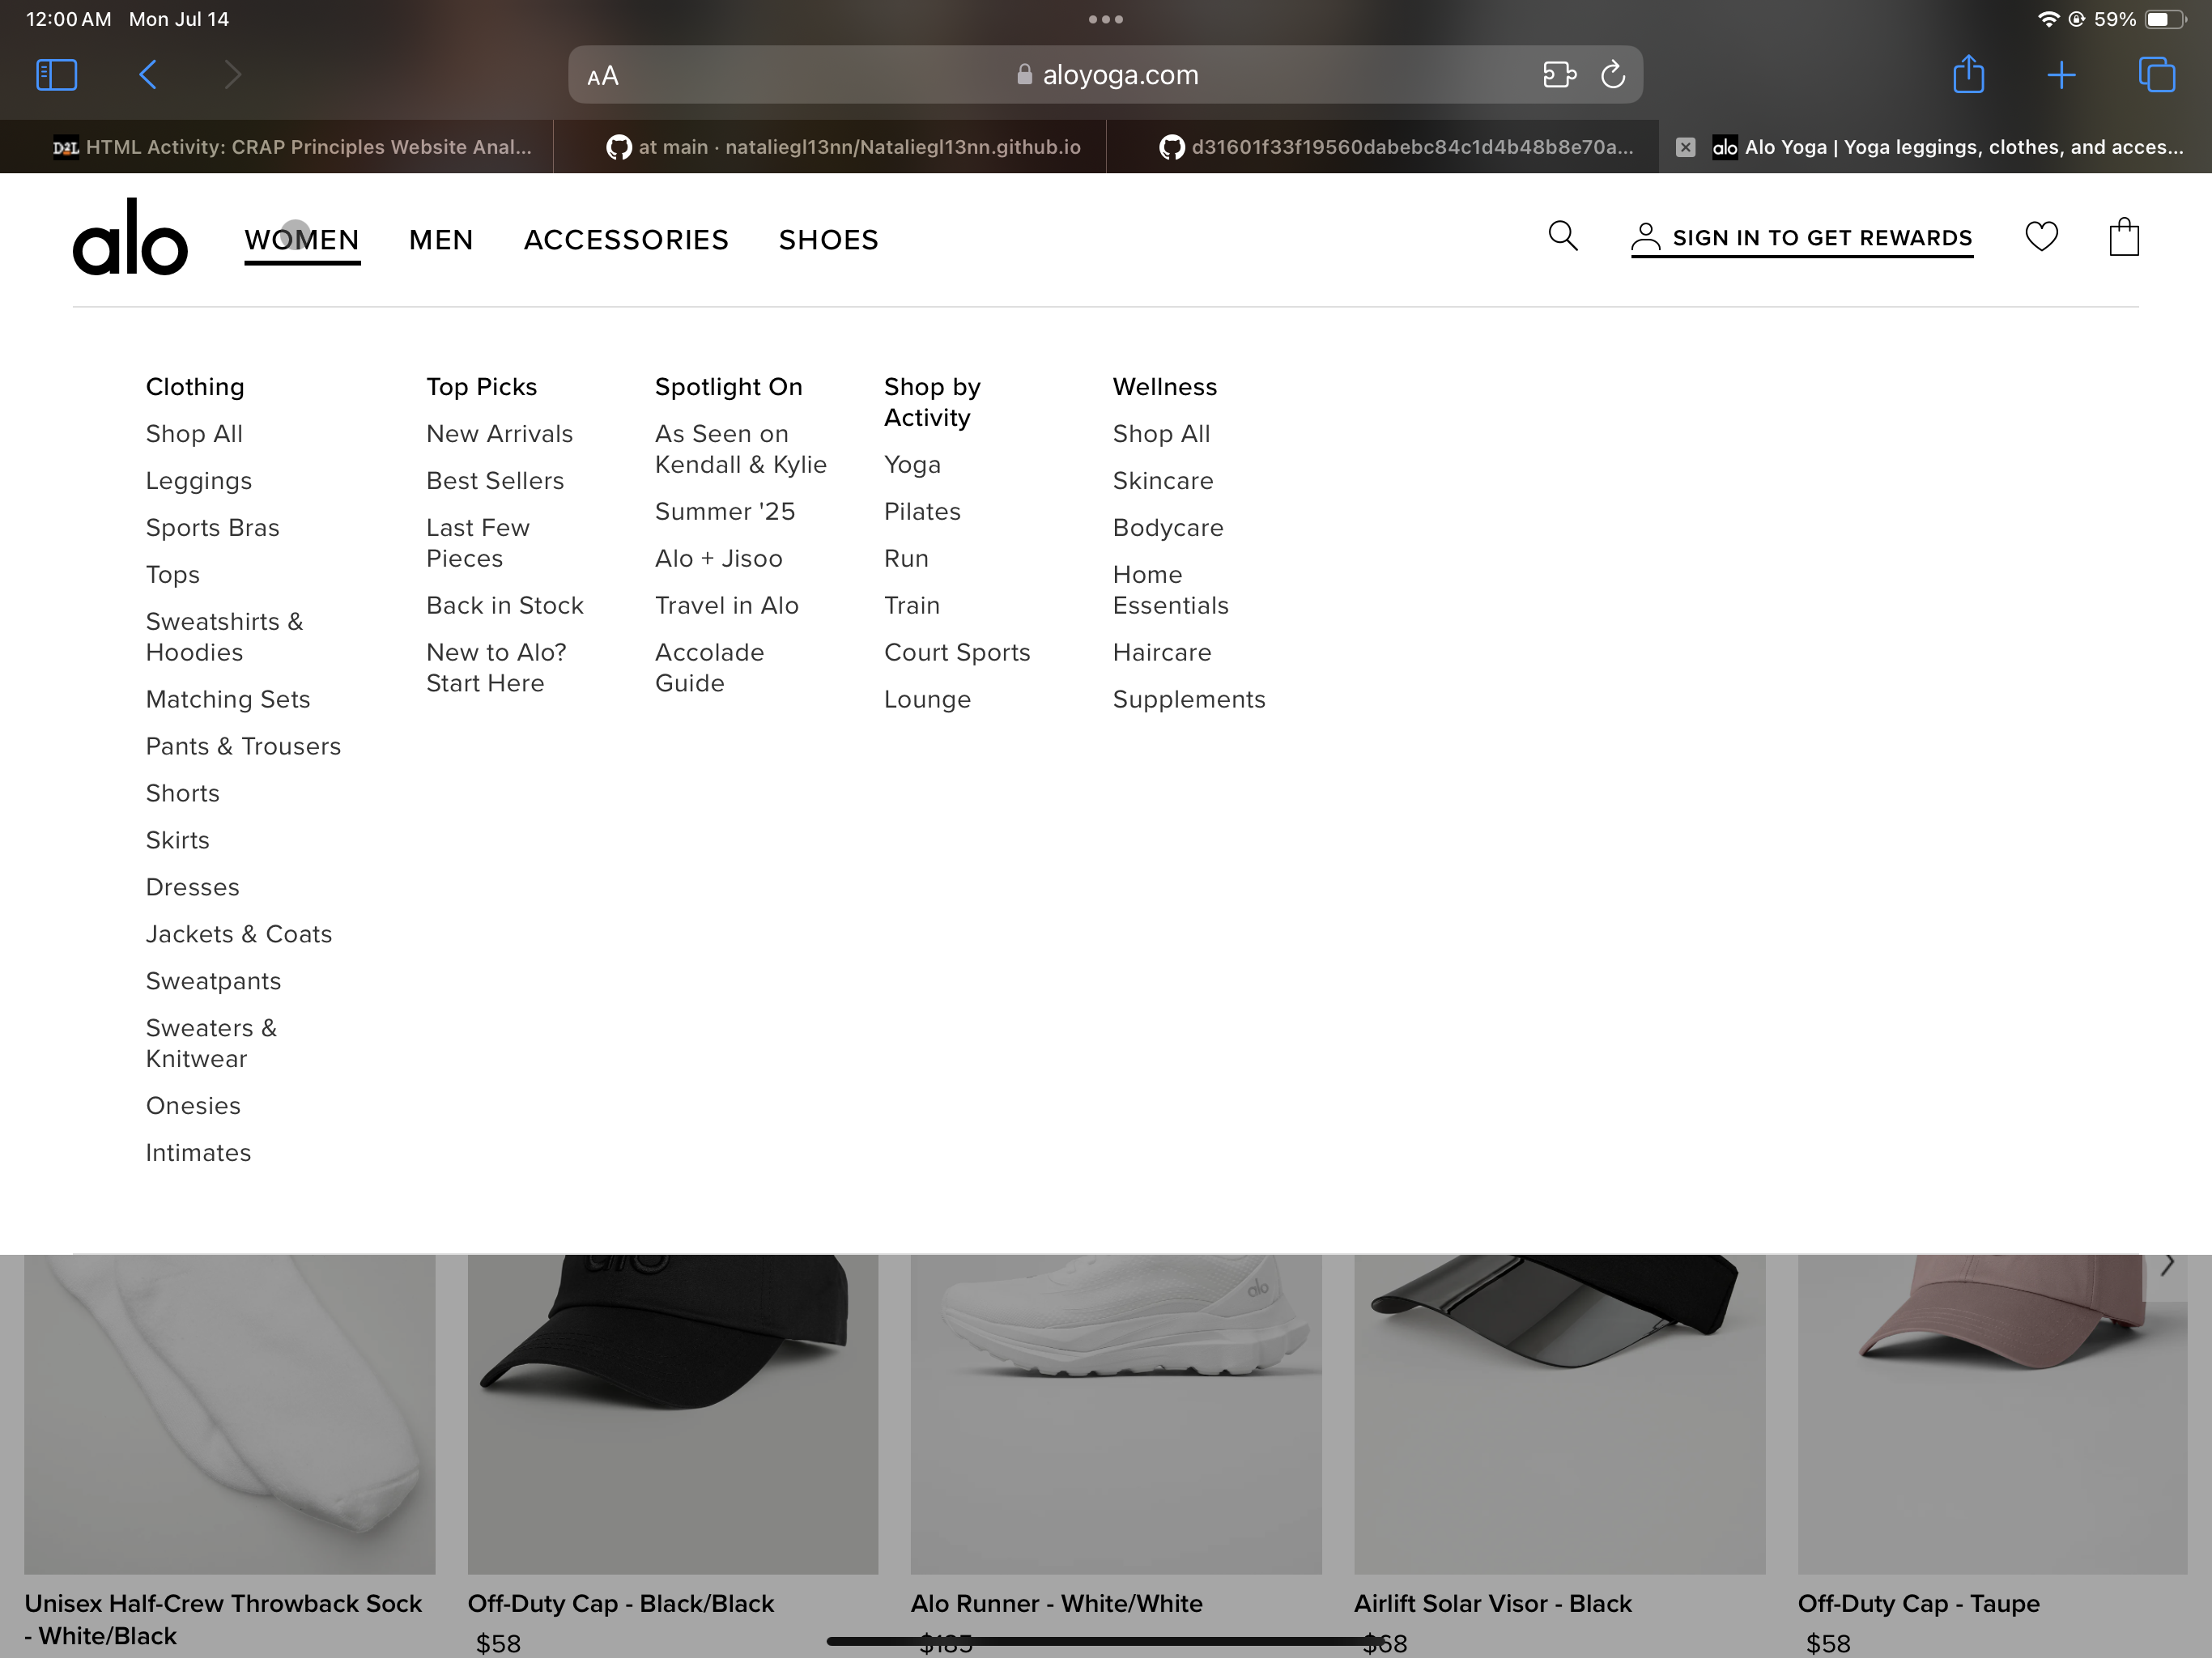 12:00 AM Mon Jul 14
59%
AA
aloyoga.com
D2L HTML Activity: CRAP Principles Website Anal...
at main · nataliegl13nn/Nataliegl13nn.github.io
d31601f33f19560dabebc84c1d4b48b8e70a...
alo Alo Yoga | Yoga leggings, clothes, and acces...
alo
WOMEN
MEN
ACCESSORIES
SHOES
SIGN IN TO GET REWARDS
Clothing
Shop All
Leggings
Sports Bras
Tops
Sweatshirts &
Hoodies
Matching Sets
Pants & Trousers
Shorts
Skirts
Dresses
Jackets & Coats
Sweatpants
Sweaters &
Knitwear
Onesies
Intimates
Top Picks
New Arrivals
Best Sellers
Last Few
Pieces
Back in Stock
New to Alo?
Start Here
Spotlight On
As Seen on
Kendall & Kylie
Summer '25
Alo + Jisoo
Travel in Alo
Accolade
Guide
Shop by
Activity
Yoga
Pilates
Run
Train
Court Sports
Lounge
Wellness
Shop All
Skincare
Bodycare
Home
Essentials
Haircare
Supplements
alo
alo
Unisex Half-Crew Throwback Sock
- White/Black
Off-Duty Cap - Black/Black
$58
Alo Runner - White/White
$185
Airlift Solar Visor - Black
$68
Off-Duty Cap - Taupe
$58